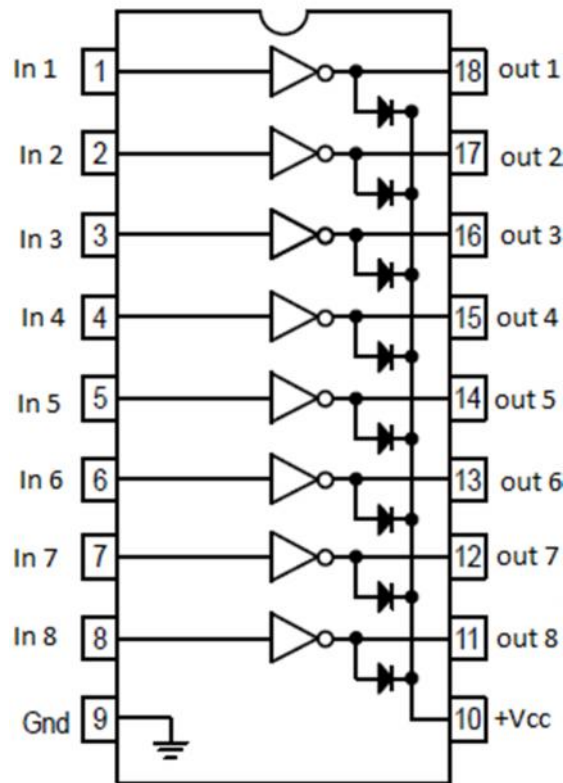 In 1 1 18 out 1
In 2 2 17 out 2
In 3 3 16 out 3
In 4 4 15 out 4
In 5 5 14 out 5
In 6 6 13 out 6
In 7 7 12 out 7
In 8 8 11 out 8
Gnd 9 10 +Vcc